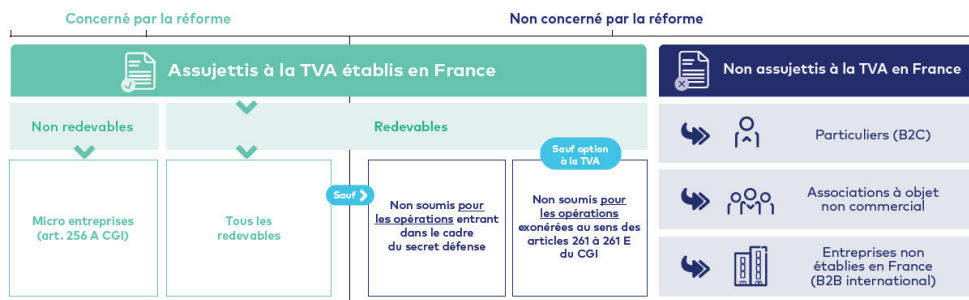 Concerné par la réforme
Non concerné par la réforme
Assujettis à la TVA établis en France
Non assujettis à la TVA en France
Non redevables
Redevables
Micro entreprises
(art. 256 A CGI)
Tous les
redevables
Sauf
Non soumis pour
les opérations entrant
dans le cadre
du secret défense
Sauf option
à la TVA
Non soumis pour
les opérations
exonérées au sens des
articles 261 à 261 E
du CGI
Particuliers (B2C)
Associations à objet
non commercial
Entreprises non
établies en France
(B2B international)